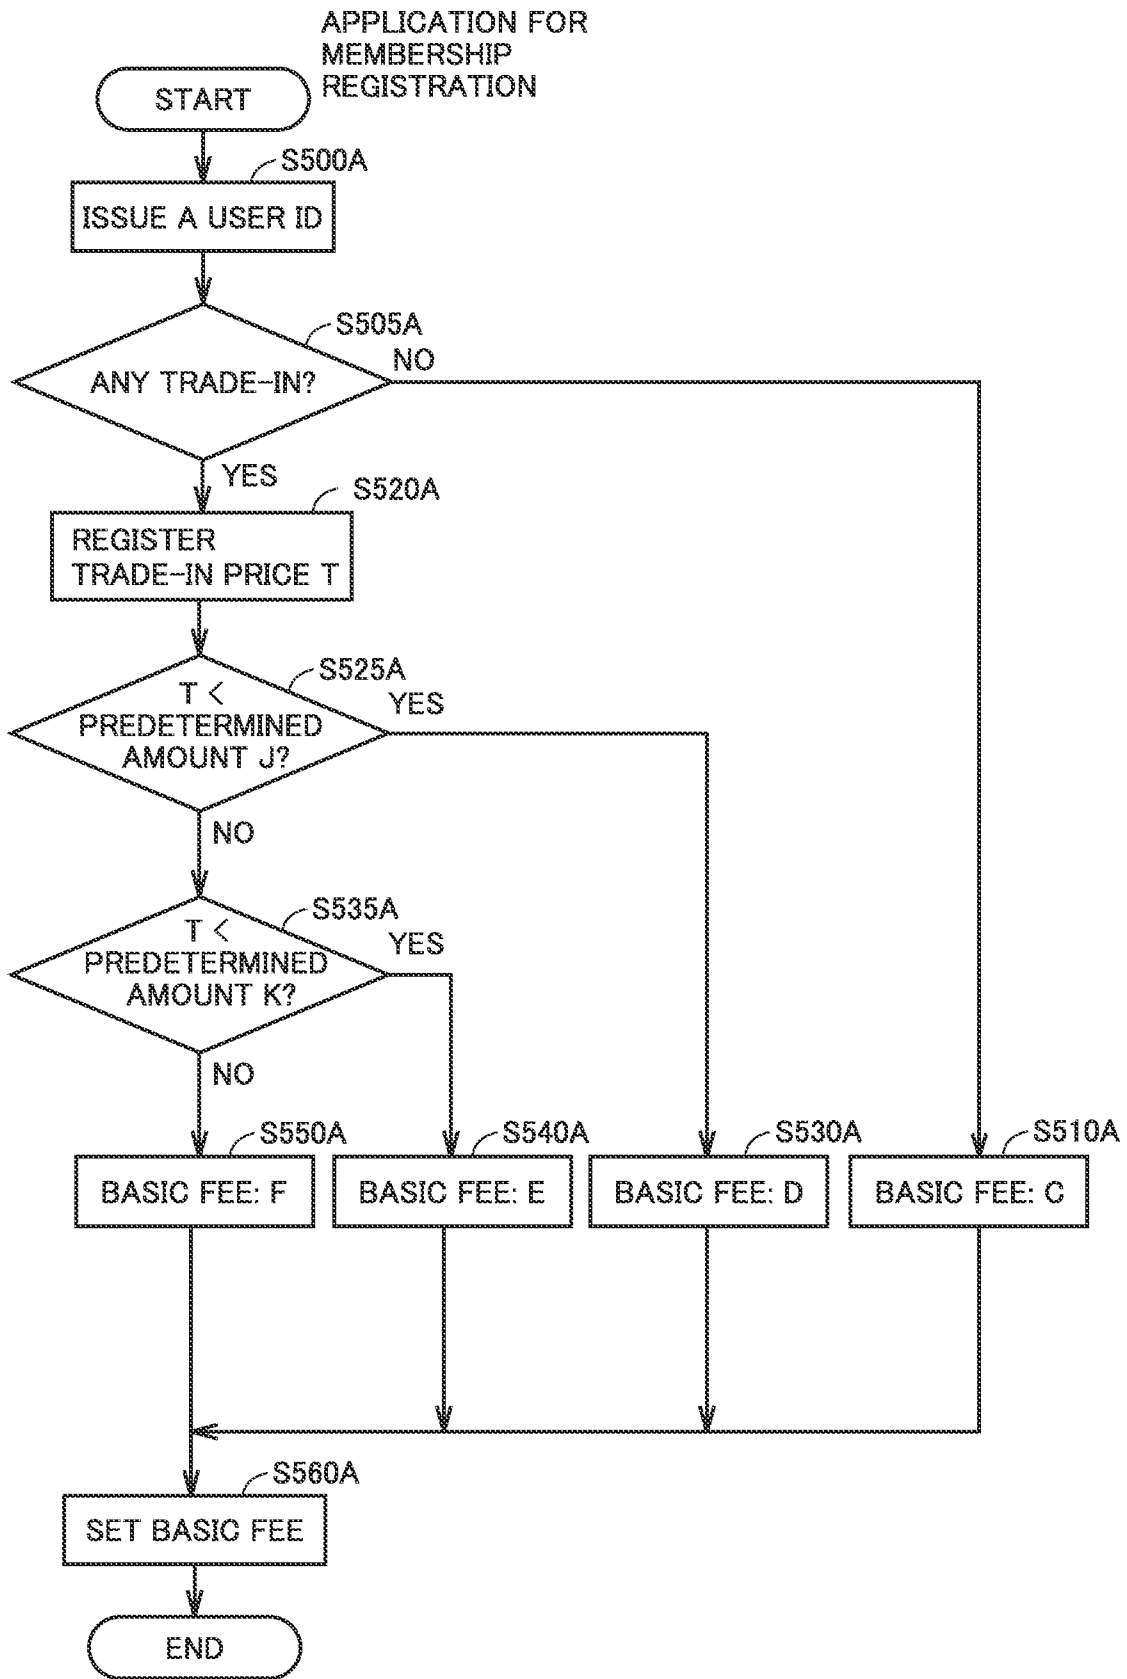 APPLICATION FOR
MEMBERSHIP
REGISTRATION
START
S500A
ISSUE A USER ID
S505A
ANY TRADE-IN?
NO
YES
S520A
REGISTER
TRADE-IN PRICE T
S525A
T <
PREDETERMINED
AMOUNT J?
YES
NO
S535A
T <
PREDETERMINED
AMOUNT K?
YES
NO
S550A
S540A
S530A
S510A
BASIC FEE: F
BASIC FEE: E
BASIC FEE: D
BASIC FEE: C
S560A
SET BASIC FEE
END